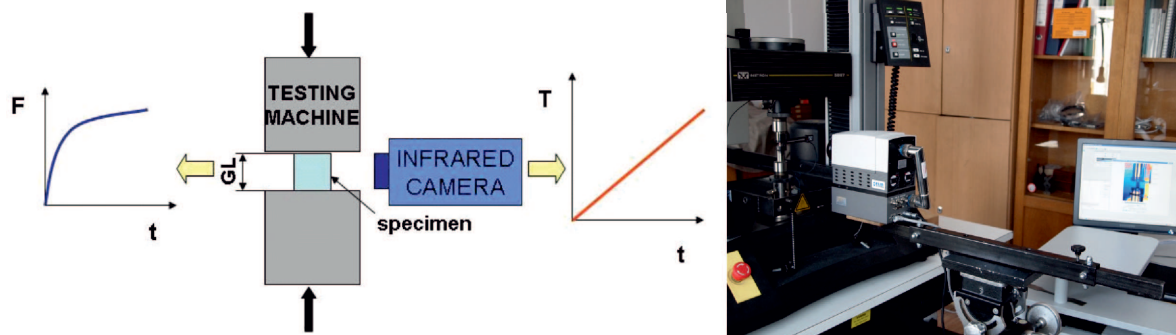 F
t
TESTING
MACHINE
GL
INFRARED
CAMERA
specimen
T
t